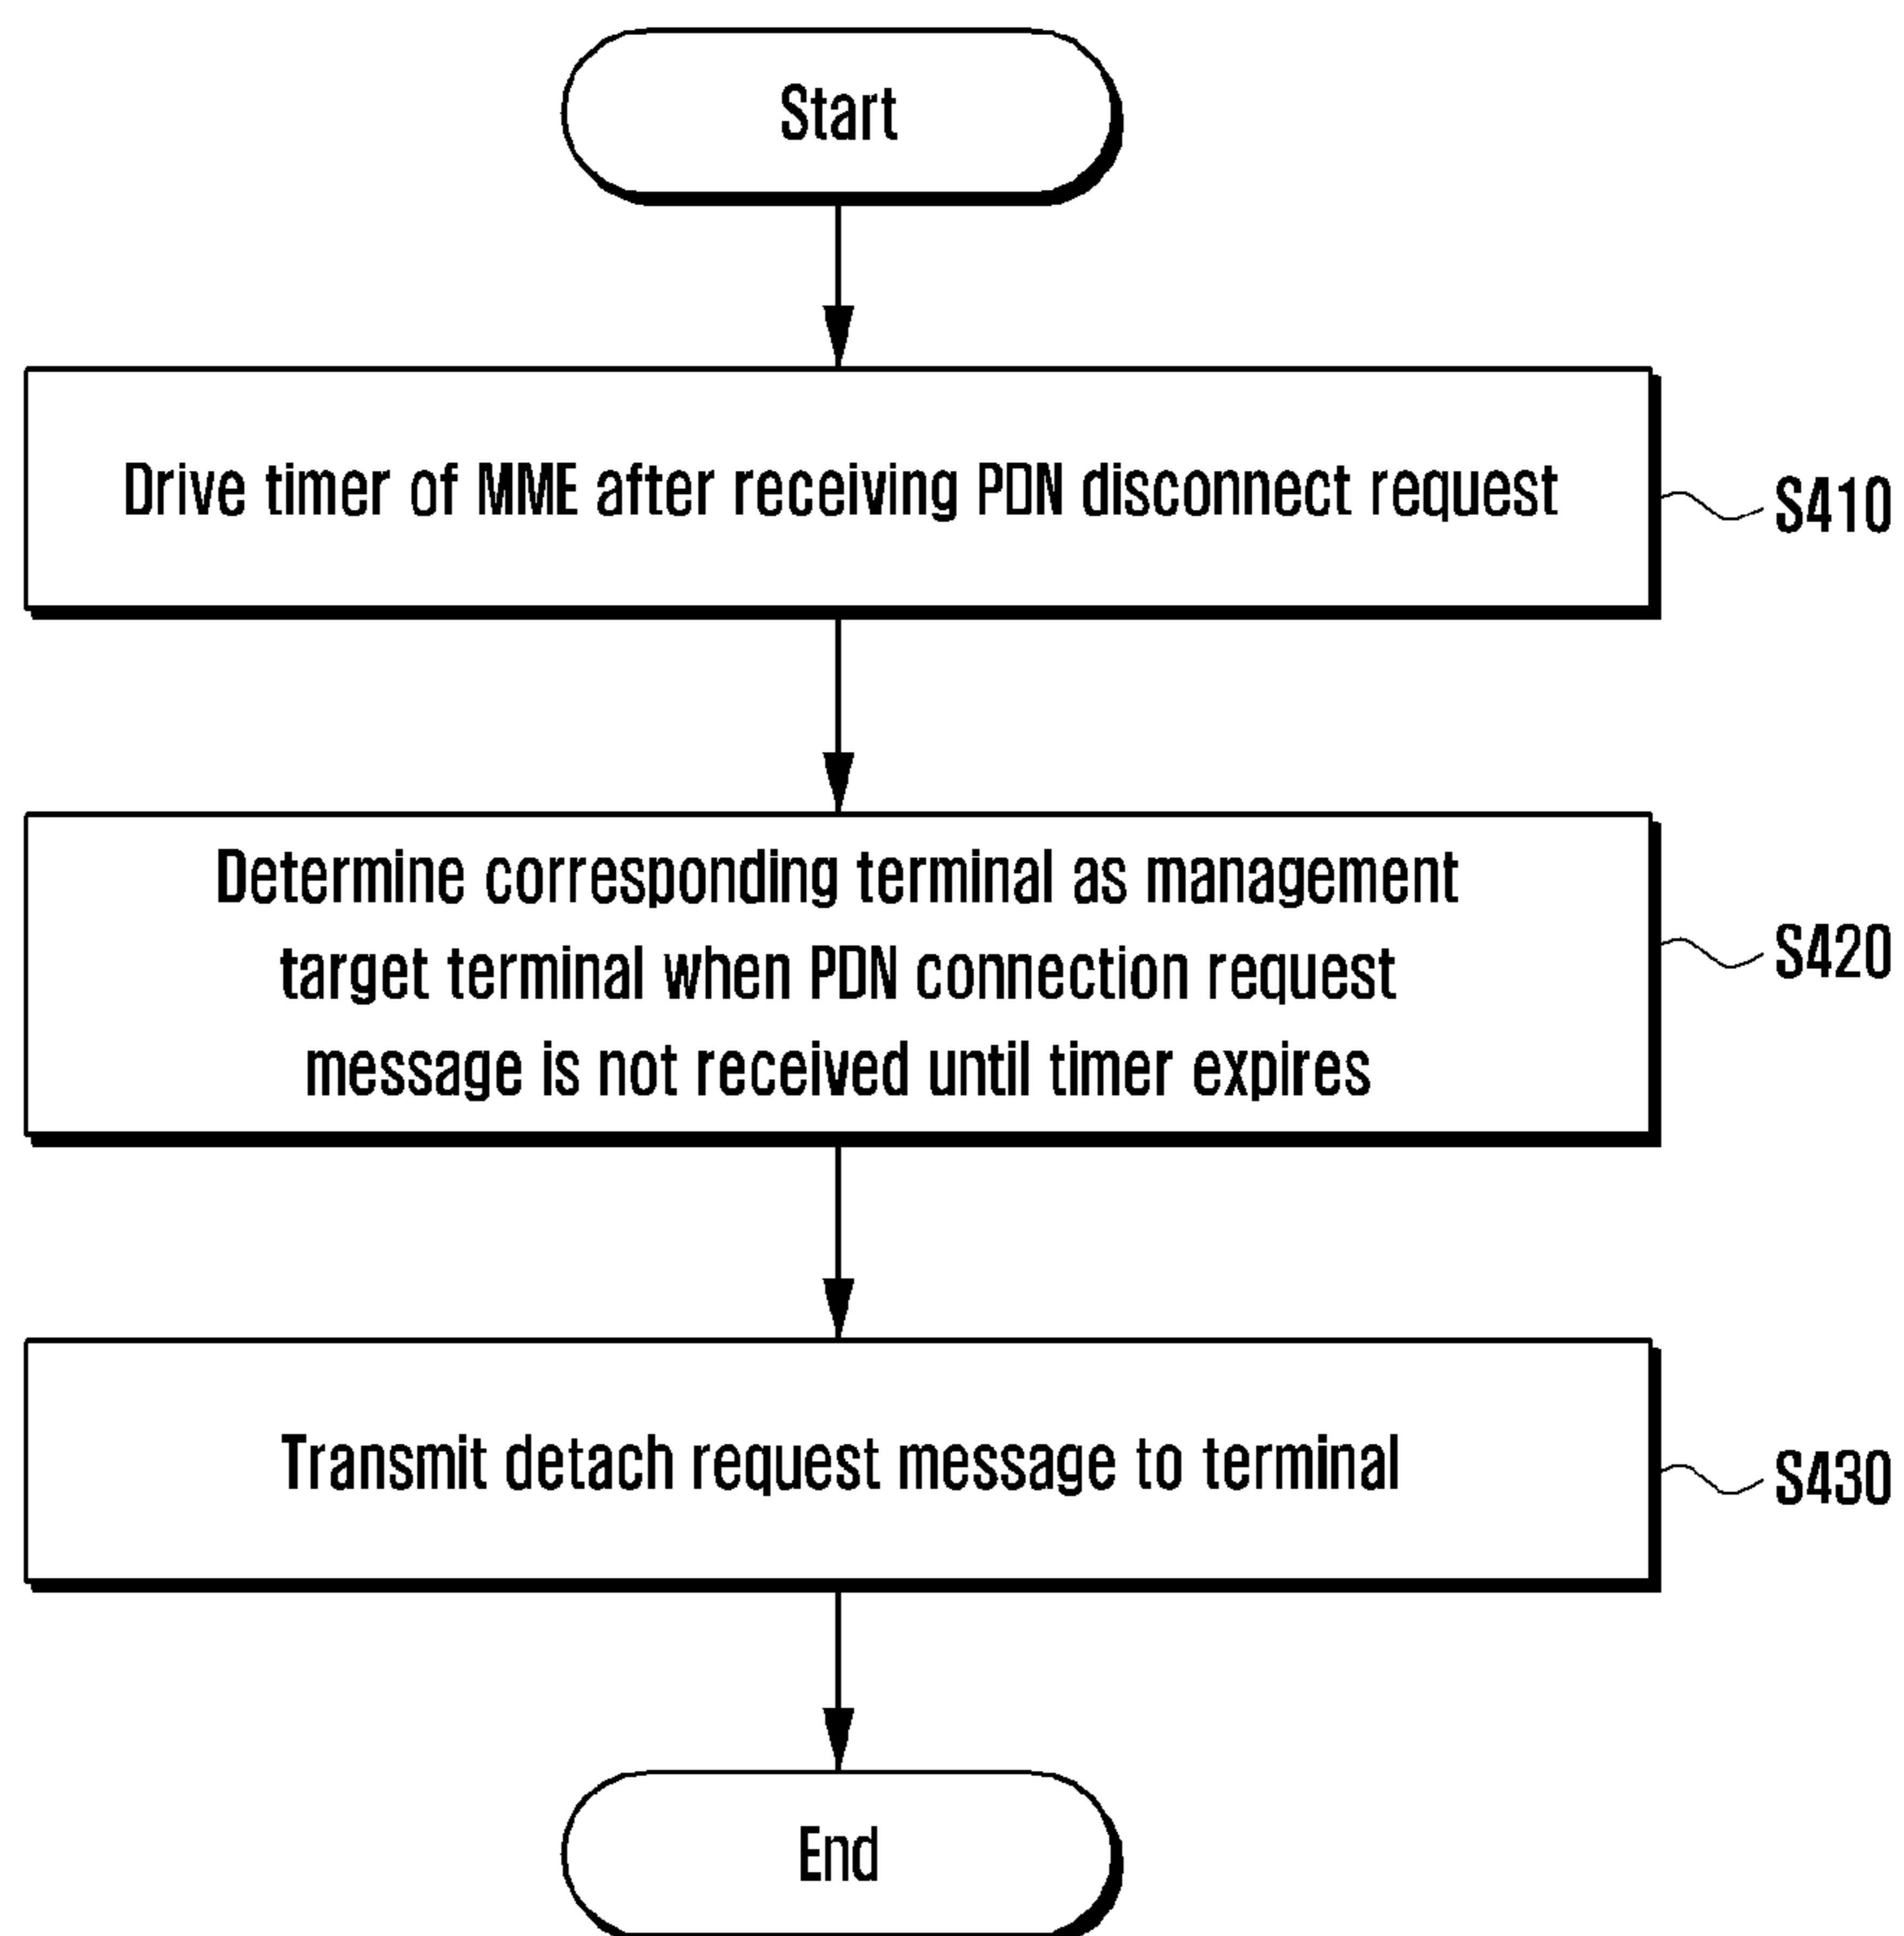 Start
Drive timer of MME after receiving PDN disconnect request
S410
Determine corresponding terminal as management
target terminal when PDN connection request
message is not received until timer expires
S420
Transmit detach request message to terminal
S430
End